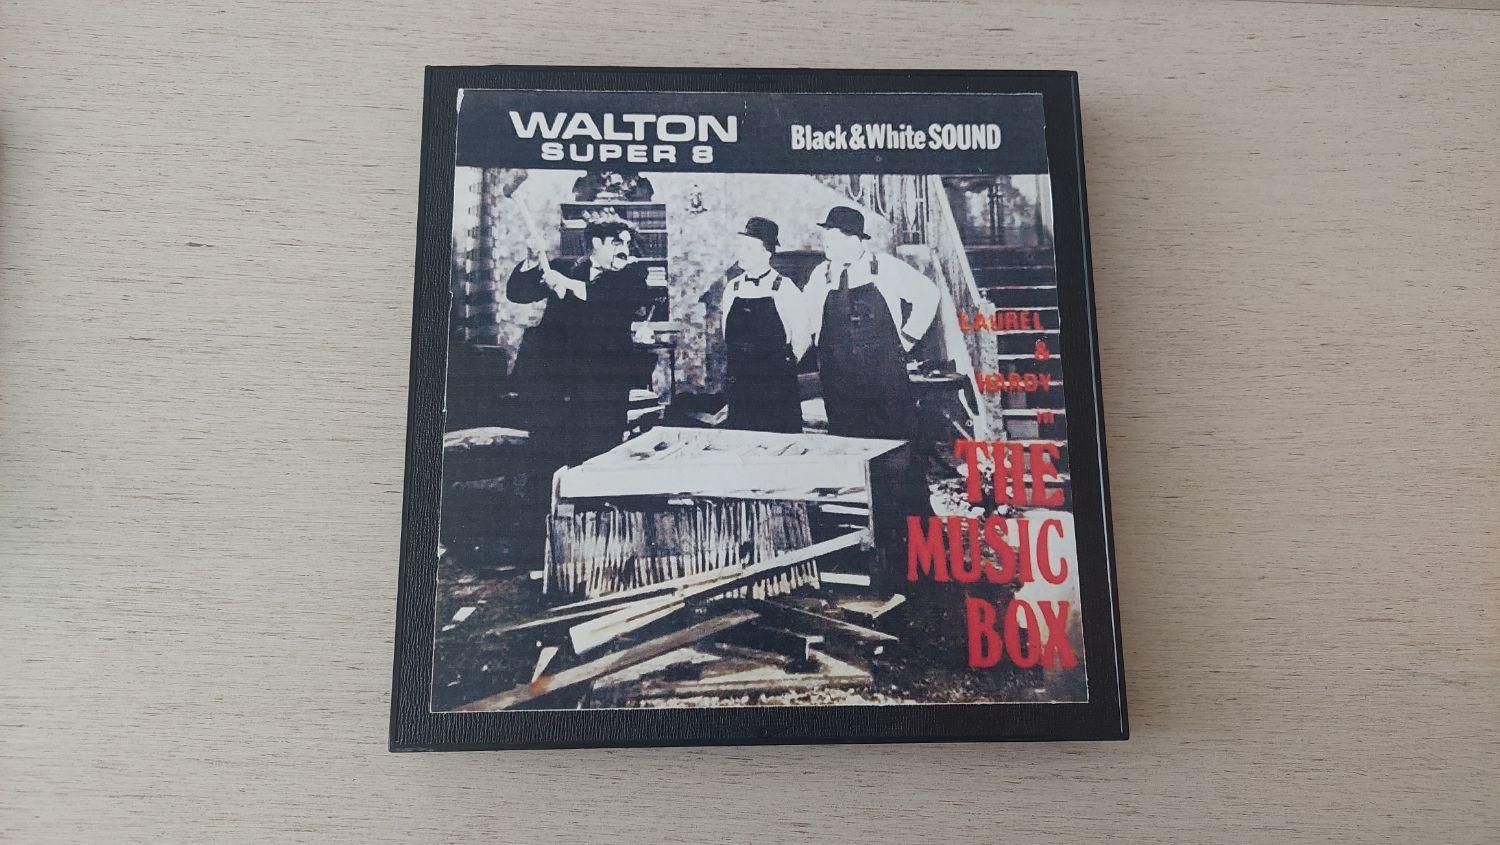 WALTON
SUPER 8
Black&White SOUND
LAUREL
&
HARDY
in
THE
MUSIC
BOX